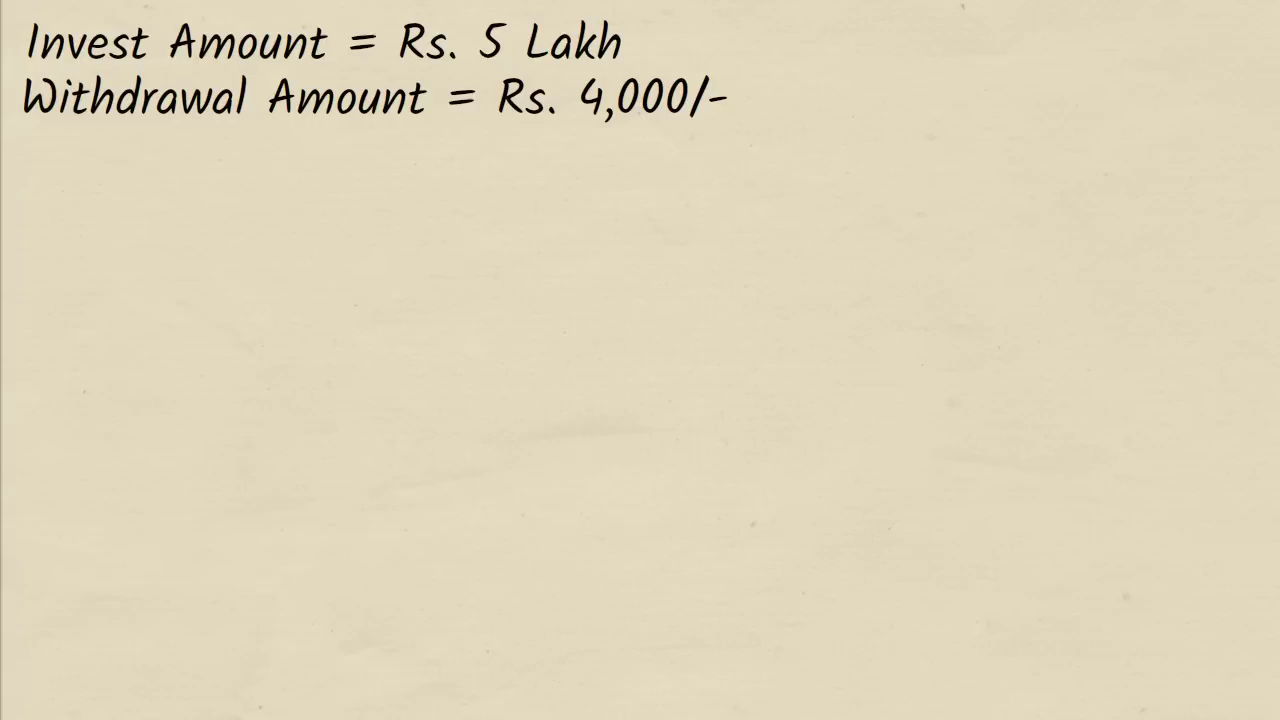 Invest Amount = Rs. 5 Lakh
Withdrawal Amount = Rs. 4,000/-